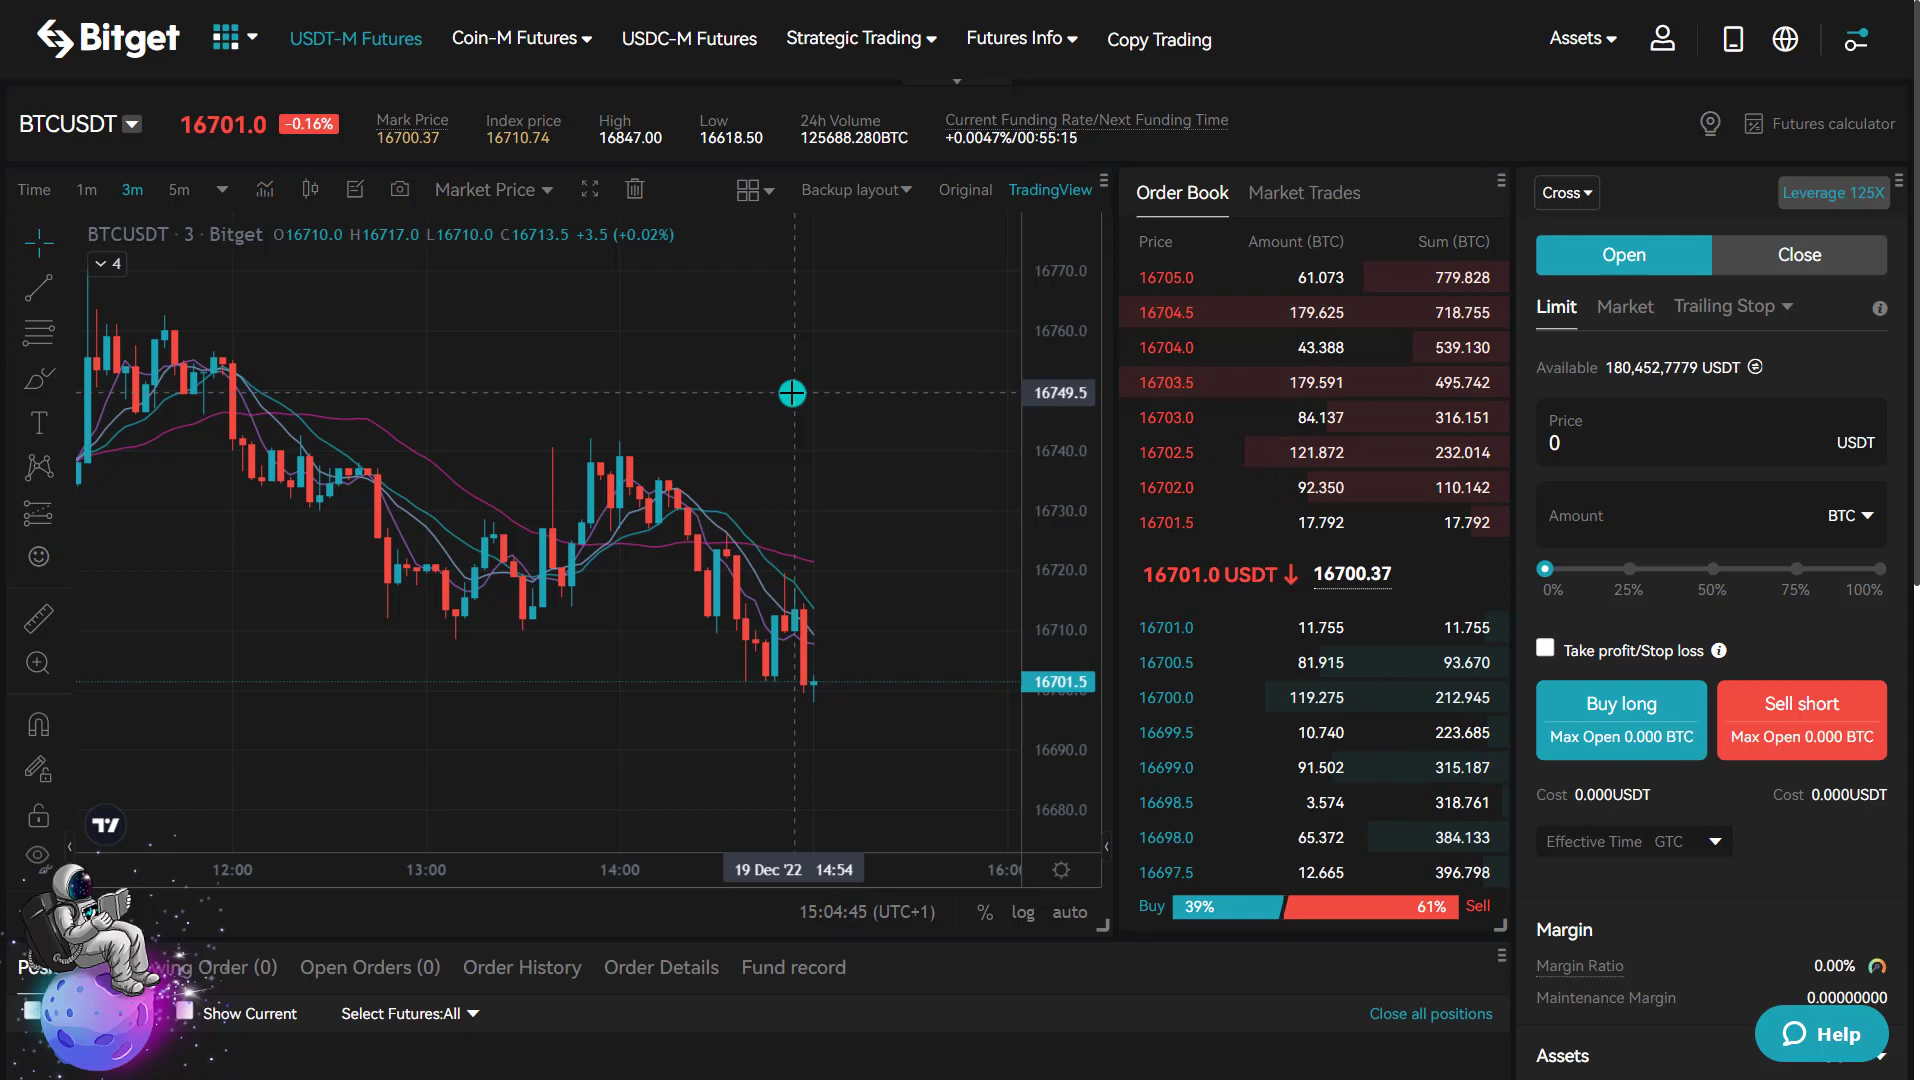 Bitget
USDT-M Futures
Coin-M Futures
USDC-M Futures
Strategic Trading
Futures Info
Copy Trading
Assets
BTCUSDT
16701.0
-0.16%
Mark Price
16700.37
Index price
16710.74
High
16847.00
Low
16618.50
24h Volume
125688.280BTC
Current Funding Rate/Next Funding Time
+0.0047%/00:55:15
Futures calculator
Time 1m 3m 5m
Market Price
Backup layout
Original
TradingView
BTCUSDT · 3 · Bitget O16710.0 H16717.0 L16710.0 C16713.5 +3.5 (+0.02%)
4
16770.0
16760.0
16749.5
16740.0
16730.0
16720.0
16710.0
16701.5
16690.0
16680.0
12:00 13:00 14:00 19 Dec '22 14:54 16:00
15:04:45 (UTC+1) % log auto
Order Book Market Trades
Price Amount (BTC) Sum (BTC)
16705.0 61.073 779.828
16704.5 179.625 718.755
16704.0 43.388 539.130
16703.5 179.591 495.742
16703.0 84.137 316.151
16702.5 121.872 232.014
16702.0 92.350 110.142
16701.5 17.792 17.792
16701.0 USDT ↓ 16700.37
16701.0 11.755 11.755
16700.5 81.915 93.670
16700.0 119.275 212.945
16699.5 10.740 223.685
16699.0 91.502 315.187
16698.5 3.574 318.761
16698.0 65.372 384.133
16697.5 12.665 396.798
Buy 39% 61% Sell
Cross
Leverage 125X
Open Close
Limit Market Trailing Stop
Available 180,452,7779 USDT
Price
0 USDT
Amount BTC
0% 25% 50% 75% 100%
Take profit/Stop loss
Buy long
Max Open 0.000 BTC
Sell short
Max Open 0.000 BTC
Cost 0.000USDT Cost 0.000USDT
Effective Time GTC
Margin
Margin Ratio 0.00%
Maintenance Margin 0.00000000
Assets
Help
Order (0) Open Orders (0) Order History Order Details Fund record
Show Current Select Futures:All Close all positions